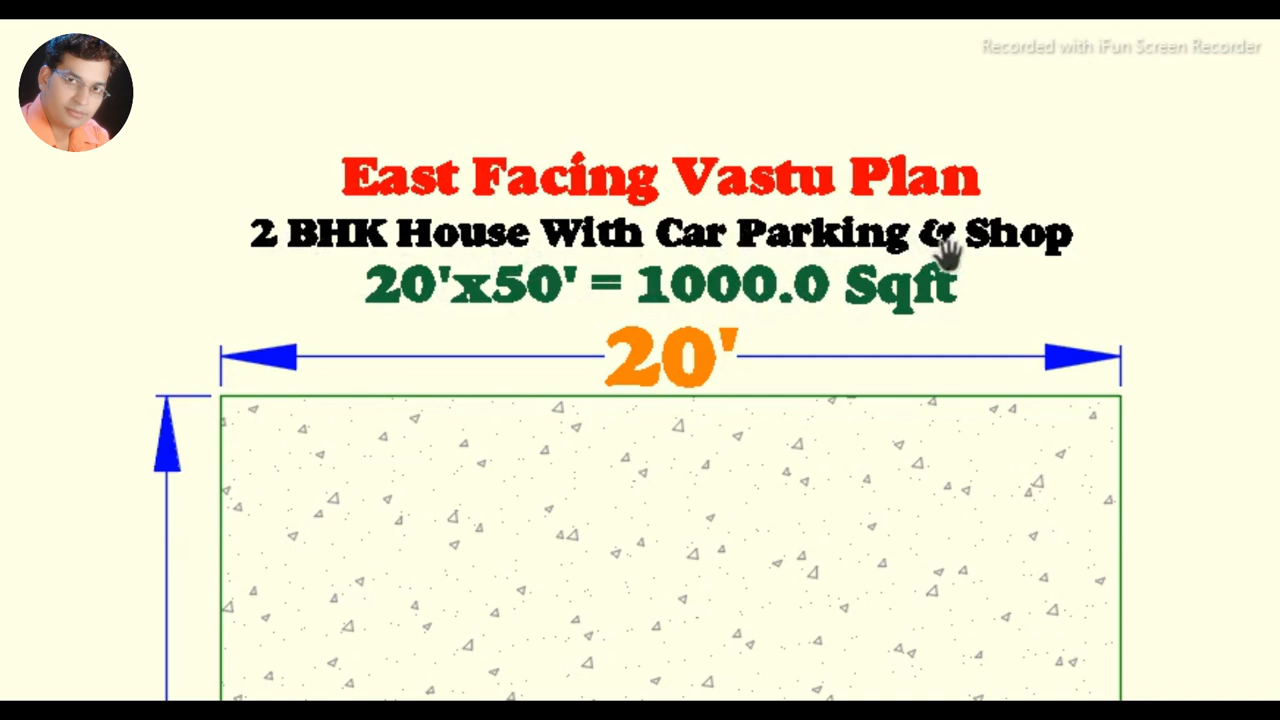 Recorded with iFun Screen Recorder
East Facing Vastu Plan
2 BHK House With Car Parking & Shop
20'x50' = 1000.0 Sqft
20'